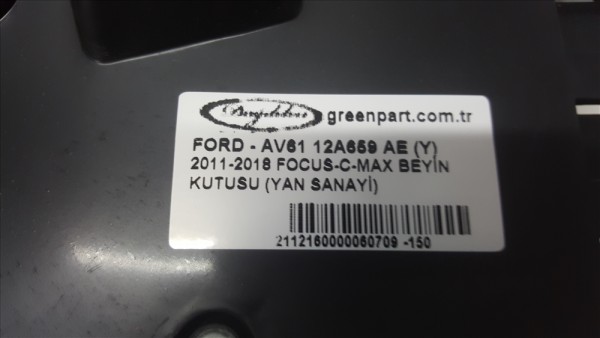 greenpart.com.tr
FORD - AV61 12A659 AE (Y)
2011-2018 FOCUS-C-MAX BEYİN
KUTUSU (YAN SANAYİ)
2112160000060709 -150